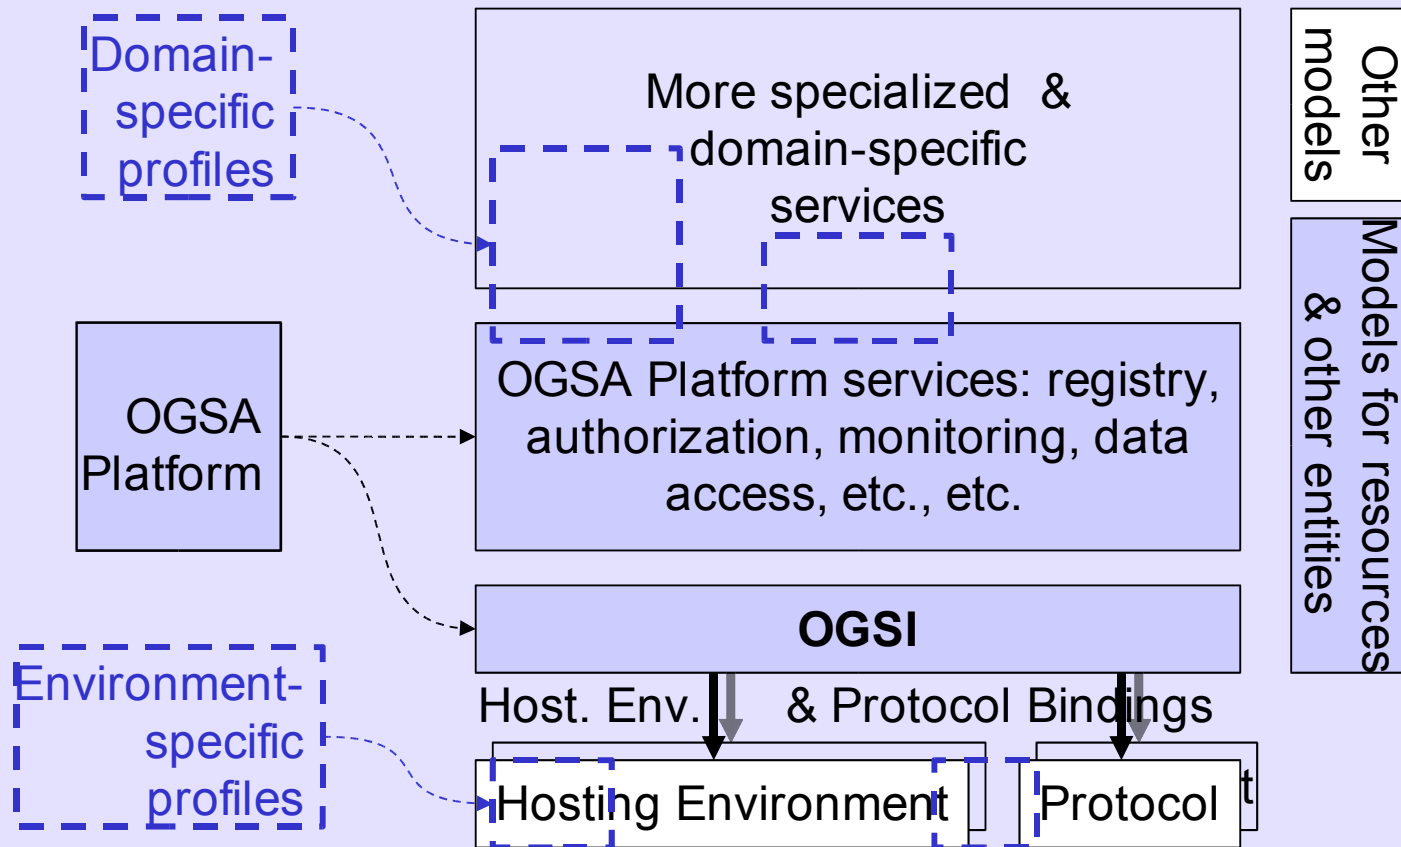 Domain-
specific
profiles
More specialized &
domain-specific
services
Other
models
OGSA
Platform
OGSA Platform services: registry,
authorization, monitoring, data
access, etc., etc.
Models for resources
& other entities
OGSI
Host. Env. & Protocol Bindings
Environment-
specific
profiles
Hosting Environment
Protocol
t